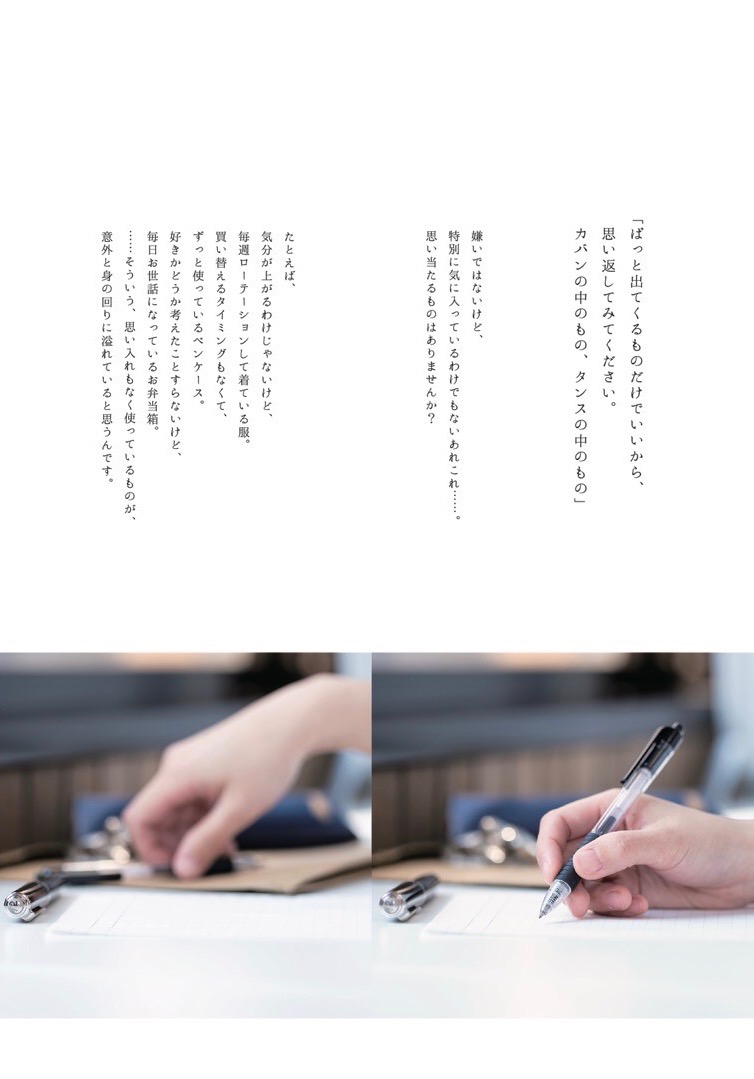 「ぱっと出てくるものだけでいいから、
思い返してみてください。
カバンの中のもの、タンスの中のもの」
嫌いではないけど、
特別に気に入っているわけでもないあれこれ……。
思い当たるものはありませんか？
たとえば、
気分が上がるわけじゃないけど、
毎週ローテーションして着ている服。
買い替えるタイミングもなくて、
ずっと使っているペンケース。
好きかどうか考えたことすらないけど、
毎日お世話になっているお弁当箱。
……そういう、思い入れもなく使っているものが、
意外と身の回りに溢れていると思うんです。